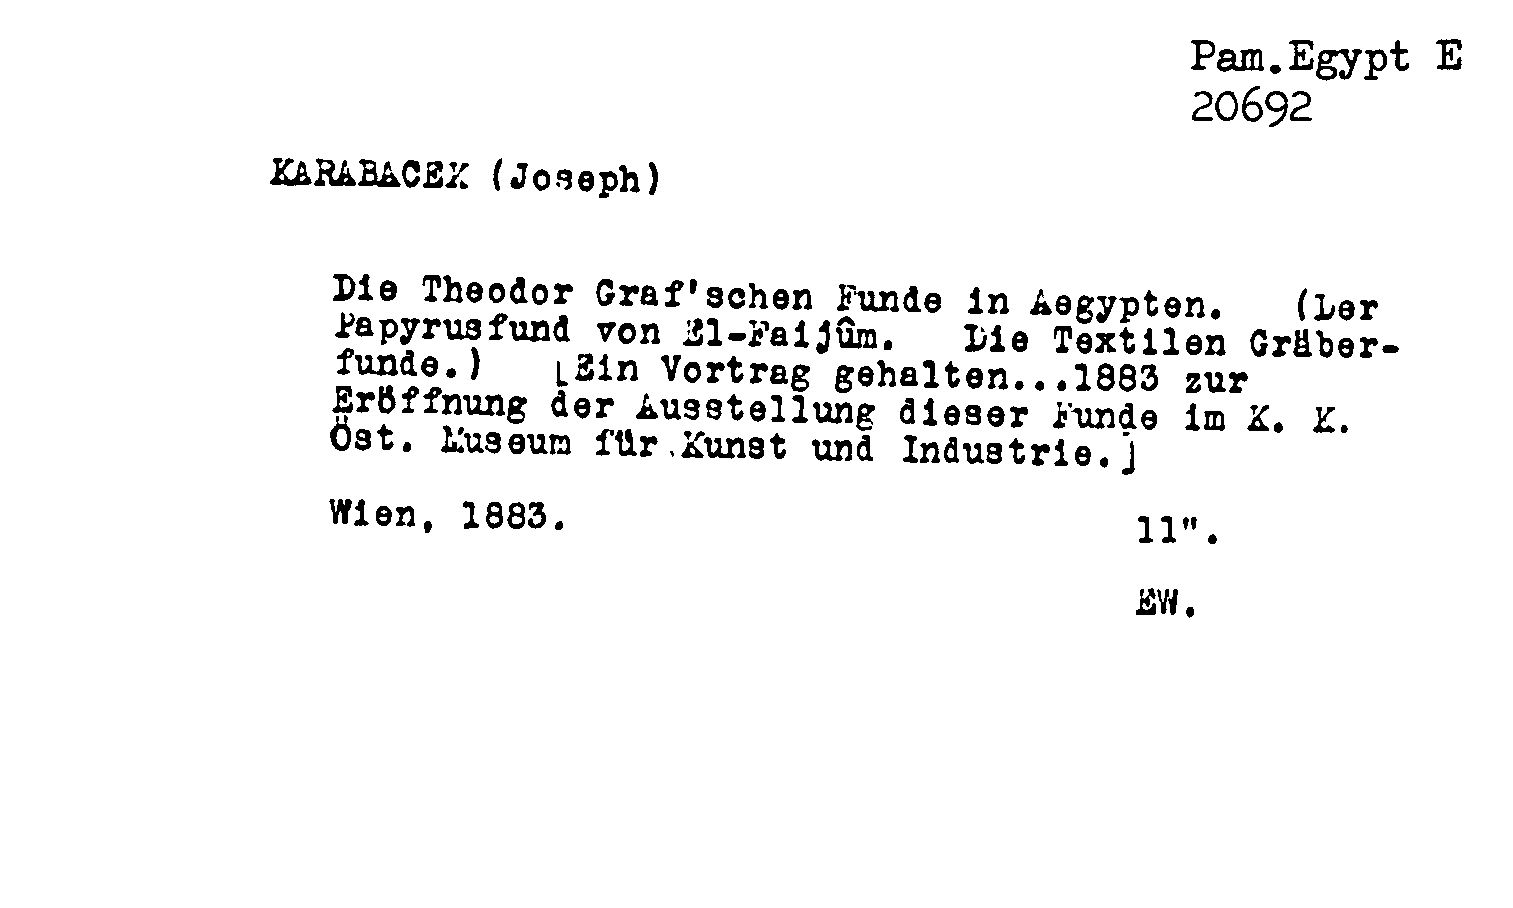 Pam.Egypt E
20692
KARABACEK (Joseph)
Die Theodor Graf'schen Funde in Aegypten. (Der
Papyrusfund von El-Faijûm. Die Textilen Gräber-
funde.) [Ein Vortrag gehalten...1883 zur
Eröffnung der Ausstellung dieser Funde im K. K.
Öst. Museum für Kunst und Industrie.]
Wien, 1883.
11".
EW.